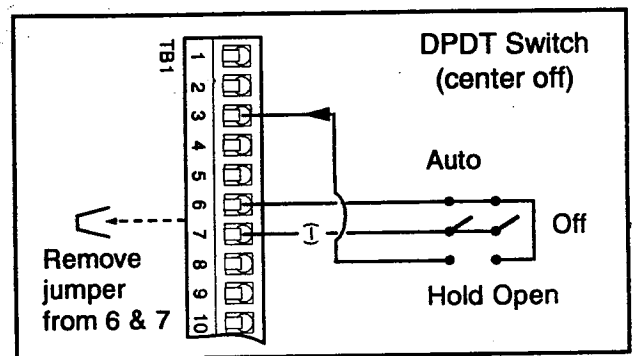 DPDT Switch
(center off)
TB1
1
2
3
4
5
6
7
8
9
10
Auto
Off
Hold Open
Remove
jumper
from 6 & 7